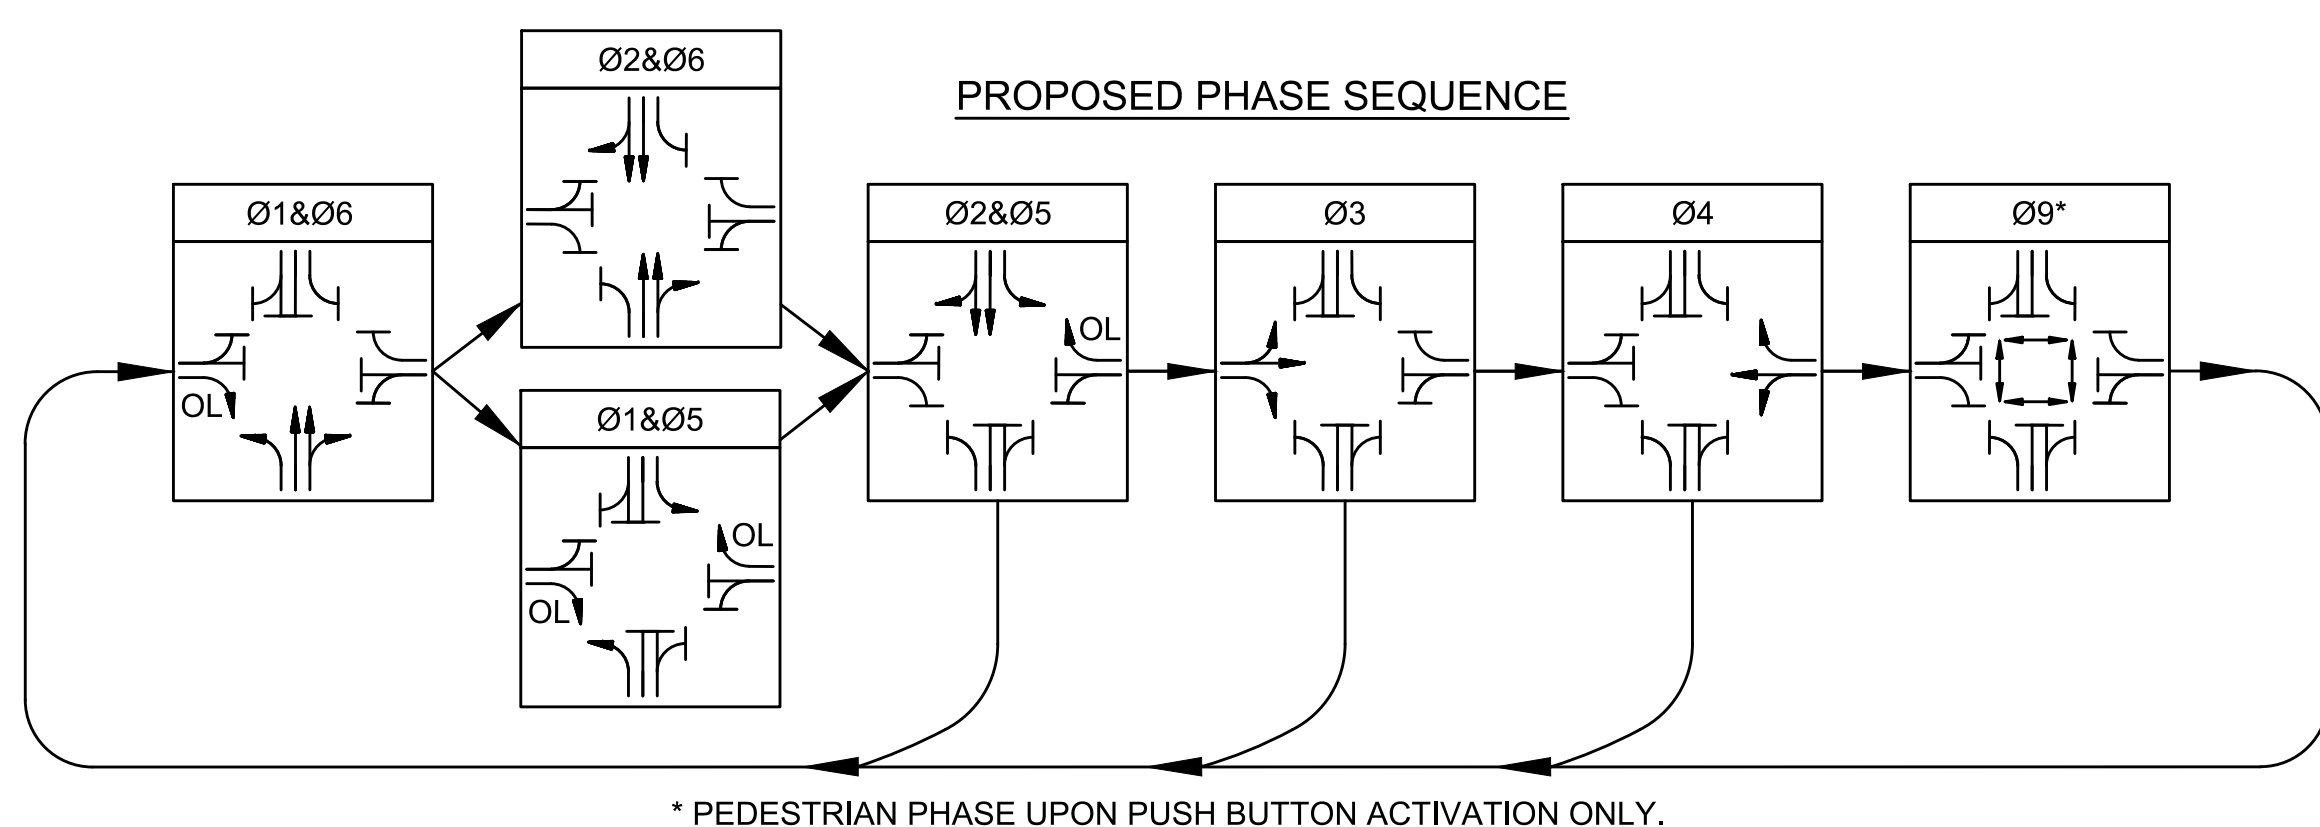 PROPOSED PHASE SEQUENCE
Ø1&Ø6
OL
Ø2&Ø6
Ø1&Ø5
OL
OL
Ø2&Ø5
OL
Ø3
Ø4
Ø9*
* PEDESTRIAN PHASE UPON PUSH BUTTON ACTIVATION ONLY.